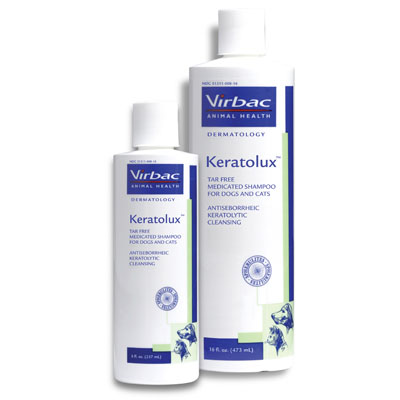 Virbac
ANIMAL HEALTH
DERMATOLOGY
Keratolux™
TAR FREE
MEDICATED SHAMPOO
FOR DOGS AND CATS
ANTISEBORRHEIC
KERATOLYTIC
CLEANSING
8 fl. oz. (237 mL)
Virbac
ANIMAL HEALTH
DERMATOLOGY
Keratolux™
TAR FREE
MEDICATED SHAMPOO
FOR DOGS AND CATS
ANTISEBORRHEIC
KERATOLYTIC
CLEANSING
16 fl. oz. (473 mL)